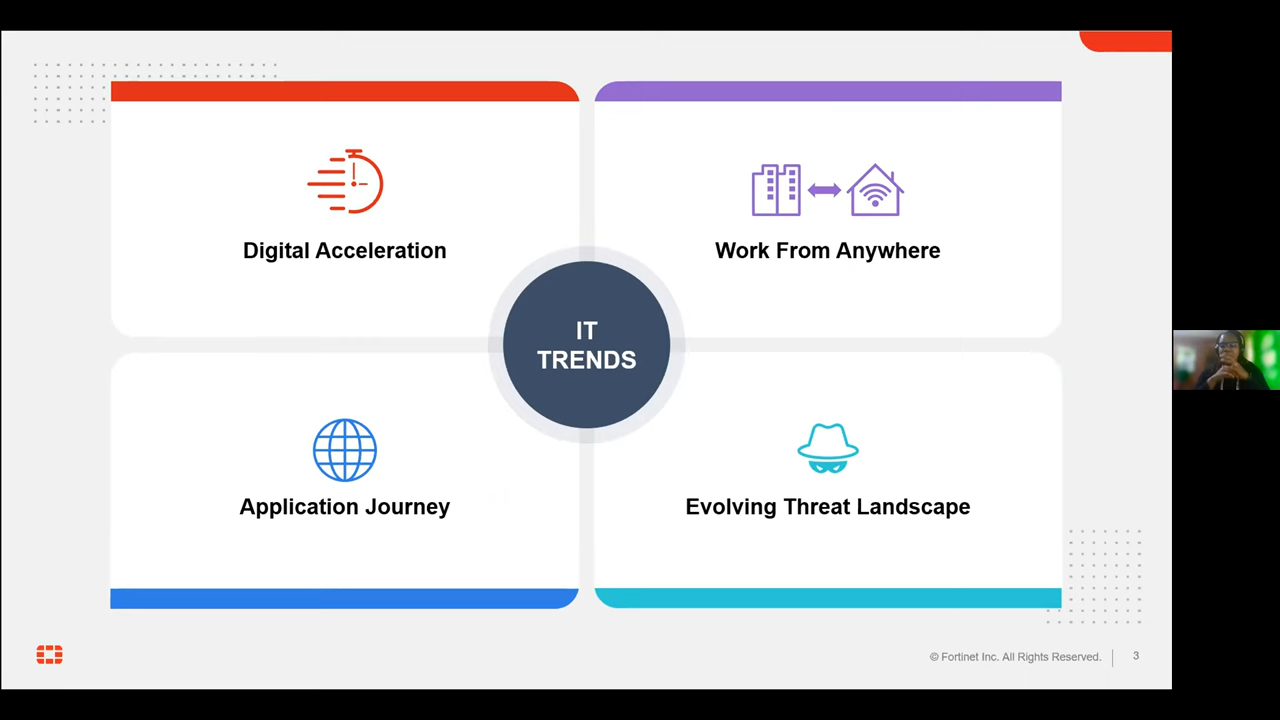 Digital Acceleration
Work From Anywhere
IT
TRENDS
Application Journey
Evolving Threat Landscape
© Fortinet Inc. All Rights Reserved.
3